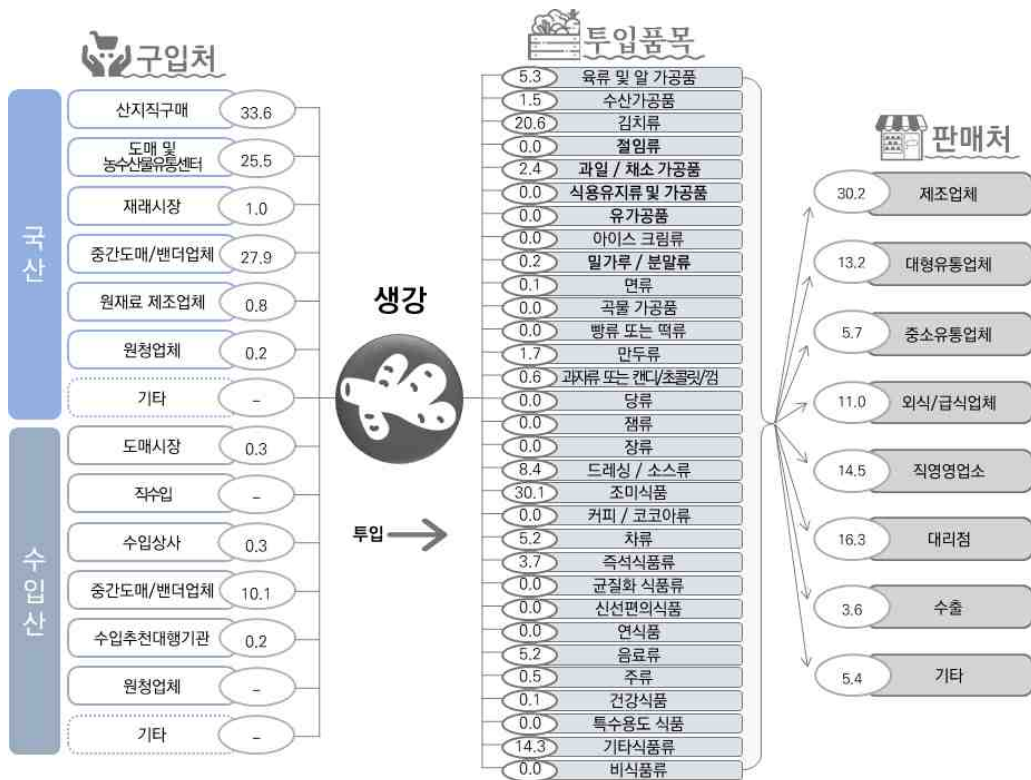 구입처
국산
산지직구매 33.6
도매 및
농수산물유통센터 25.5
재래시장 1.0
중간도매/밴더업체 27.9
원재료 제조업체 0.8
원청업체 0.2
기타 –
수입산
도매시장 0.3
직수입 –
수입상사 0.3
중간도매/밴더업체 10.1
수입추천대행기관 0.2
원청업체 –
기타 –
생강
투입
투입품목
5.3 육류 및 알 가공품
1.5 수산가공품
20.6 김치류
0.0 절임류
2.4 과일 / 채소 가공품
0.0 식용유지류 및 가공품
0.0 유가공품
0.0 아이스 크림류
0.2 밀가루 / 분말류
0.1 면류
0.0 곡물 가공품
0.0 빵류 또는 떡류
1.7 만두류
0.6 과자류 또는 캔디/초콜릿/껌
0.0 당류
0.0 잼류
0.0 장류
8.4 드레싱 / 소스류
30.1 조미식품
0.0 커피 / 코코아류
5.2 차류
3.7 즉석식품류
0.0 균질화 식품류
0.0 신선편의식품
0.0 연식품
5.2 음료류
0.5 주류
0.1 건강식품
0.0 특수용도 식품
14.3 기타식품류
0.0 비식품류
판매처
30.2 제조업체
13.2 대형유통업체
5.7 중소유통업체
11.0 외식/급식업체
14.5 직영영업소
16.3 대리점
3.6 수출
5.4 기타